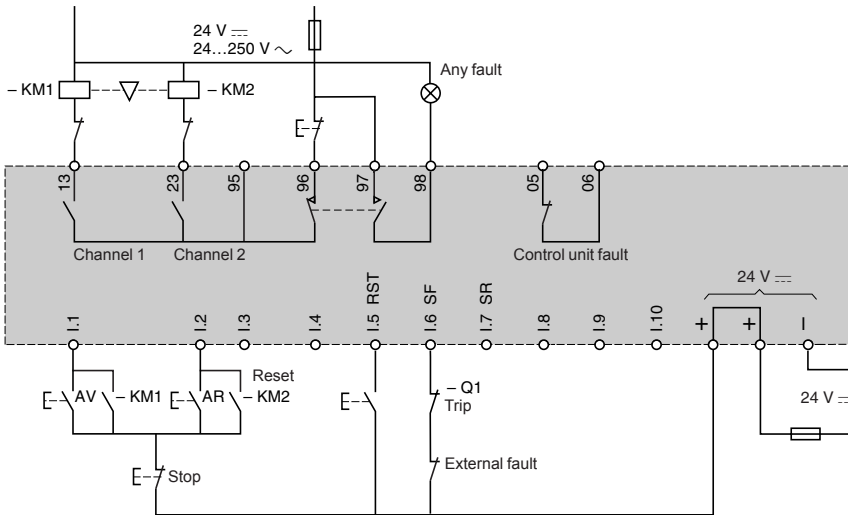 24 V ⎓
24...250 V ∼
Any fault
– KM1
– KM2
13
23
95
96
97
98
05
06
Channel 1
Channel 2
Control unit fault
24 V ⎓
I.1
I.2
I.3
I.4
I.5 RST
I.6 SF
I.7 SR
I.8
I.9
I.10
+
+
I
Reset
AV
– KM1
AR
– KM2
– Q1
Trip
24 V ⎓
External fault
Stop